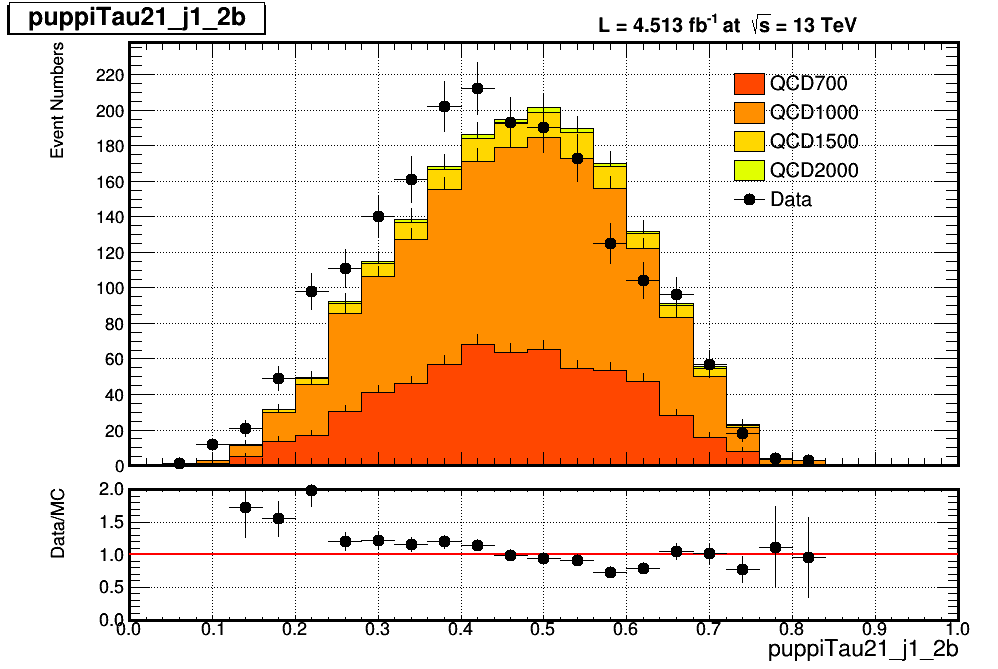 puppiTau21_j1_2b
L = 4.513 fb-1 at √s = 13 TeV
Event Numbers
220
200
180
160
140
120
100
80
60
40
20
0
QCD700
QCD1000
QCD1500
QCD2000
Data
Data/MC
2.0
1.5
1.0
0.5
0.0
0.0 0.1 0.2 0.3 0.4 0.5 0.6 0.7 0.8 0.9 1.0
puppiTau21_j1_2b